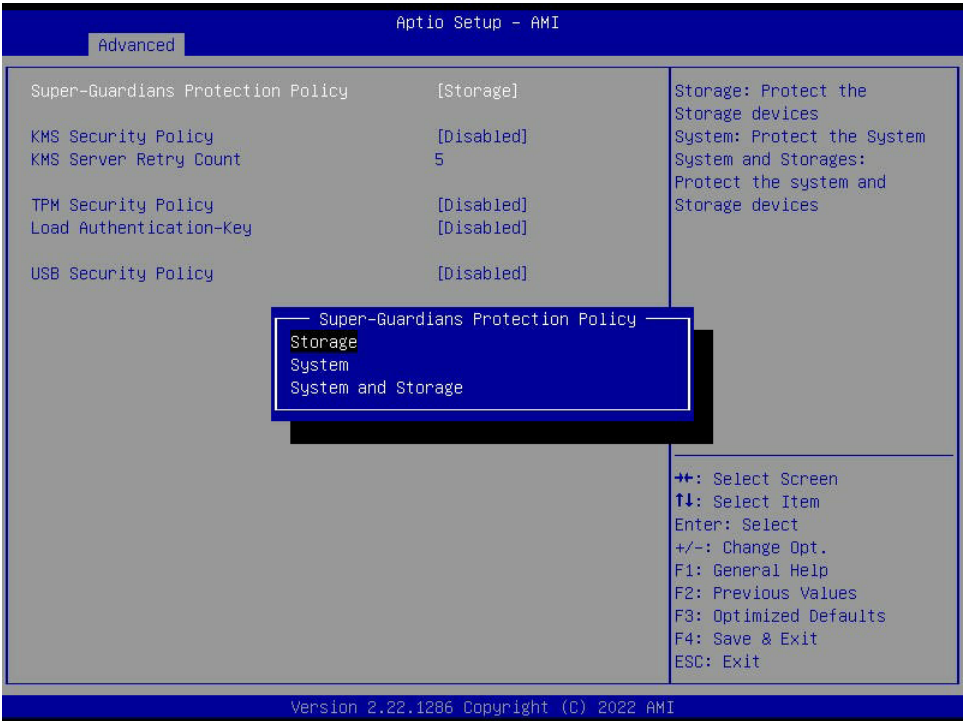 Aptio Setup – AMI
Advanced
Super-Guardians Protection Policy [Storage]
KMS Security Policy [Disabled]
KMS Server Retry Count 5
TPM Security Policy [Disabled]
Load Authentication-Key [Disabled]
USB Security Policy [Disabled]
Super-Guardians Protection Policy
Storage
System
System and Storage
Storage: Protect the
Storage devices
System: Protect the System
System and Storages:
Protect the system and
Storage devices
→←: Select Screen
↑↓: Select Item
Enter: Select
+/-: Change Opt.
F1: General Help
F2: Previous Values
F3: Optimized Defaults
F4: Save & Exit
ESC: Exit
Version 2.22.1286 Copyright (C) 2022 AMI